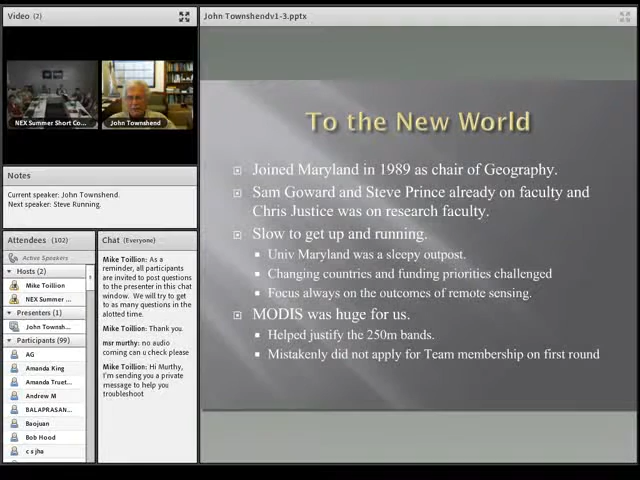 Video (2)
NEX Summer Short Co...
John Townshend
Notes
Current speaker: John Townshend.
Next speaker: Steve Running.
Attendees (102)
Active Speakers
Hosts (2)
Mike Toillion
NEX Summer ...
Presenters (1)
John Townsh...
Participants (99)
AG
Amanda King
Amanda Truet...
Andrew M
BALAPRASAN...
Baojuan
Bob Hood
c s jha
Chat (Everyone)
Mike Toillion: As a
reminder, all participants
are invited to post questions
to the presenter in this chat
window. We will try to get
to as many questions in the
alotted time.
Mike Toillion: Thank you.
msr murthy: no audio
coming can u check please
Mike Toillion: Hi Murthy,
I'm sending you a private
message to help you
troubleshoot
John Townshendv1-3.pptx
To the New World
Joined Maryland in 1989 as chair of Geography.
Sam Goward and Steve Prince already on faculty and
Chris Justice was on research faculty.
Slow to get up and running.
Univ Maryland was a sleepy outpost.
Changing countries and funding priorities challenged
Focus always on the outcomes of remote sensing.
MODIS was huge for us.
Helped justify the 250m bands.
Mistakenly did not apply for Team membership on first round